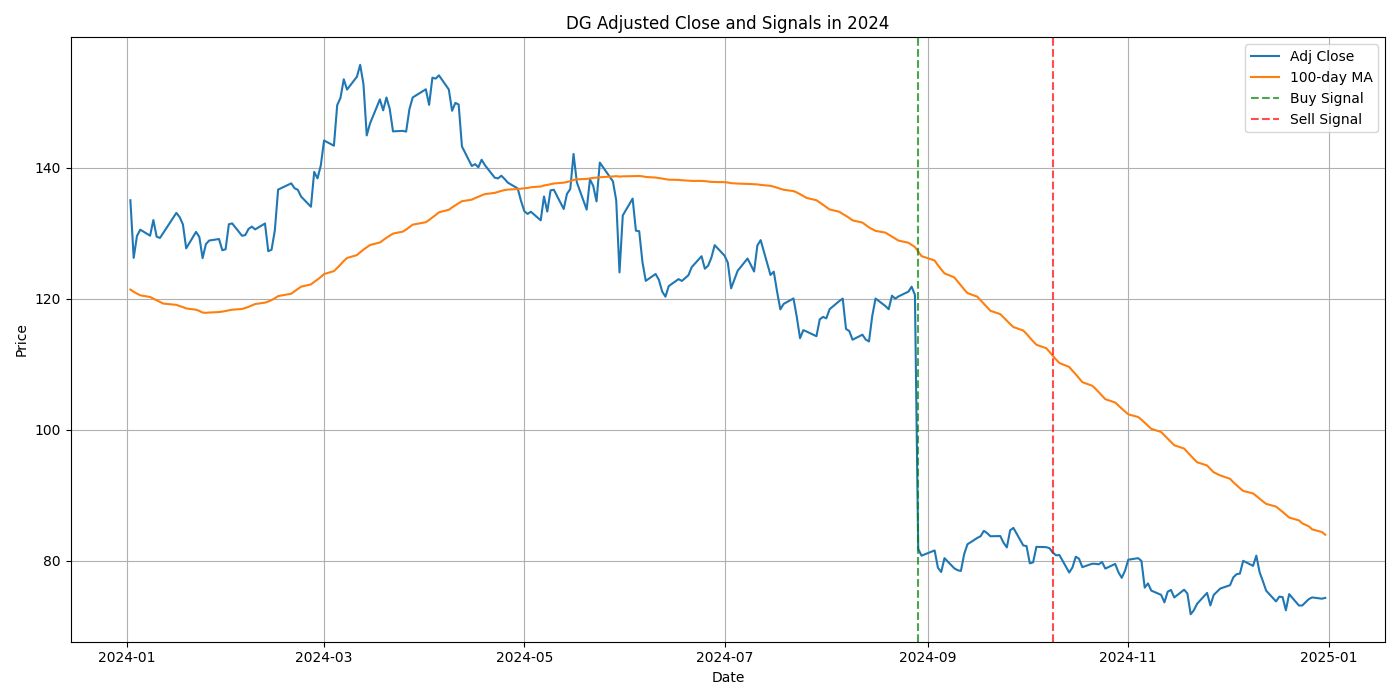 DG Adjusted Close and Signals in 2024
Adj Close
100-day MA
Buy Signal
Sell Signal
Price
140
120
100
80
2024-01
2024-03
2024-05
2024-07
2024-09
2024-11
2025-01
Date